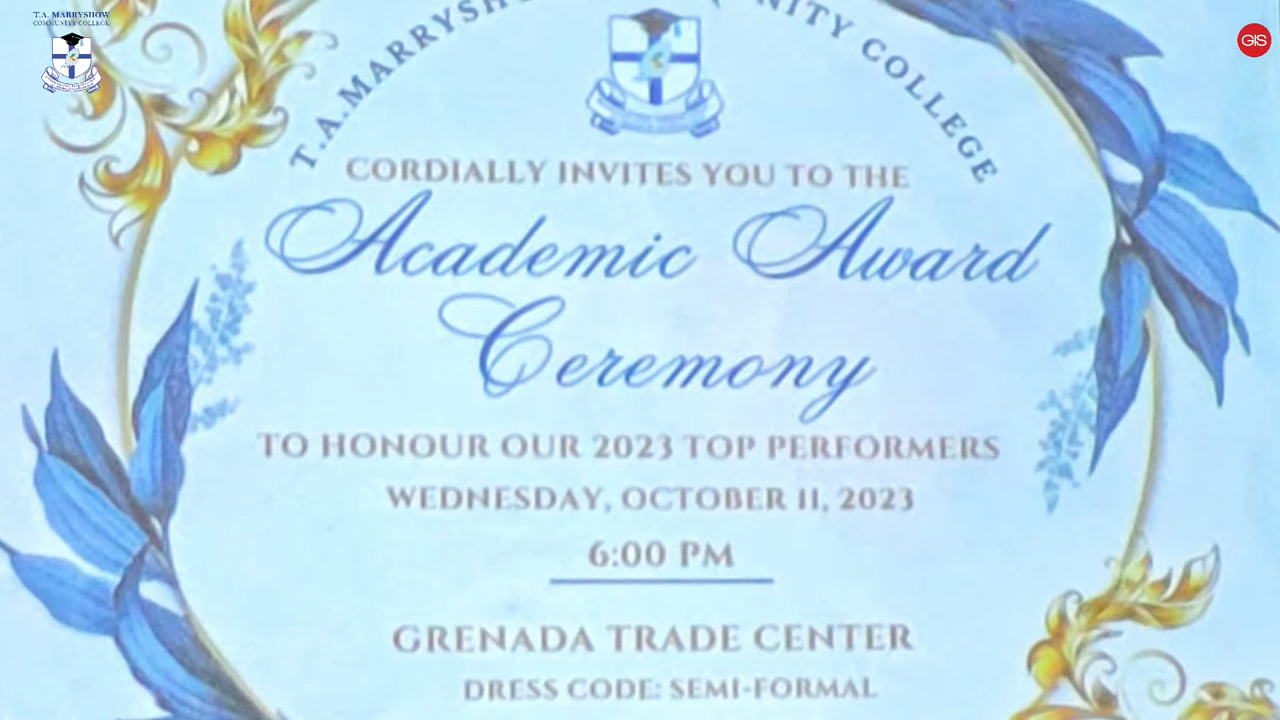 T.A. MARRYSHOW
COMMUNITY COLLEGE
GIS
T.A. MARRYSHO NITY COLLEGE
CORDIALLY INVITES YOU TO THE
Academic Award
Ceremony
TO HONOUR OUR 2023 TOP PERFORMERS
WEDNESDAY, OCTOBER 11, 2023
6:00 PM
GRENADA TRADE CENTER
DRESS CODE: SEMI-FORMAL